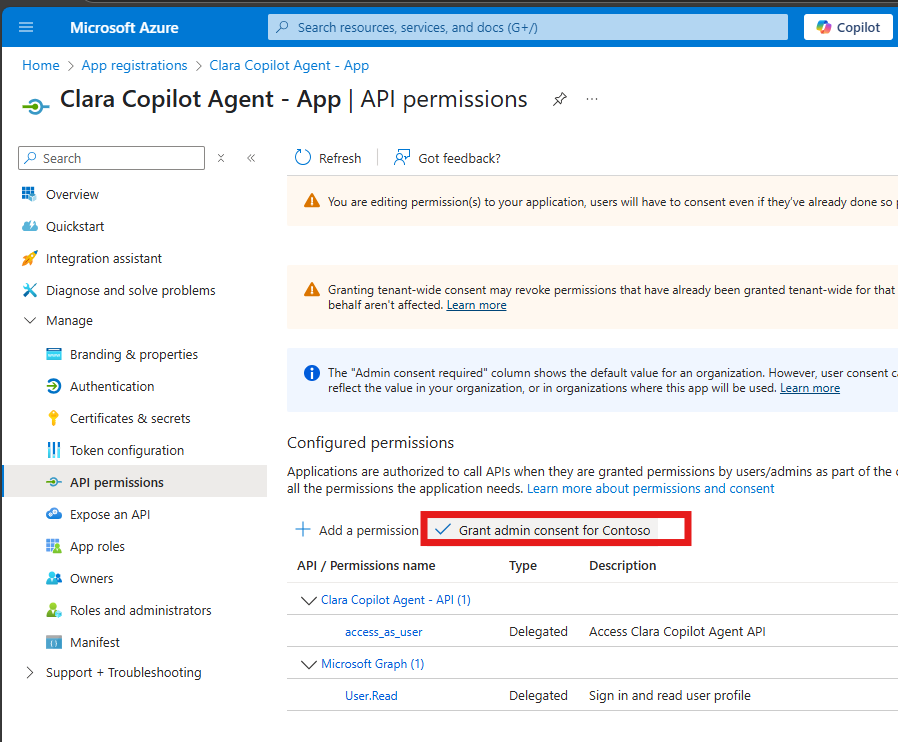 Microsoft Azure
Search resources, services, and docs (G+/)
Copilot
Home > App registrations > Clara Copilot Agent - App
Clara Copilot Agent - App | API permissions
Search
Refresh
Got feedback?
You are editing permission(s) to your application, users will have to consent even if they've already done so
Overview
Quickstart
Integration assistant
Diagnose and solve problems
Manage
Branding & properties
Authentication
Certificates & secrets
Token configuration
API permissions
Expose an API
App roles
Owners
Roles and administrators
Manifest
Support + Troubleshooting
Granting tenant-wide consent may revoke permissions that have already been granted tenant-wide for that
behalf aren't affected. Learn more
The "Admin consent required" column shows the default value for an organization. However, user consent
reflect the value in your organization, or in organizations where this app will be used. Learn more
Configured permissions
Applications are authorized to call APIs when they are granted permissions by users/admins as part of the
all the permissions the application needs. Learn more about permissions and consent
Add a permission
Grant admin consent for Contoso
API / Permissions name Type Description
Clara Copilot Agent - API (1)
access_as_user Delegated Access Clara Copilot Agent API
Microsoft Graph (1)
User.Read Delegated Sign in and read user profile